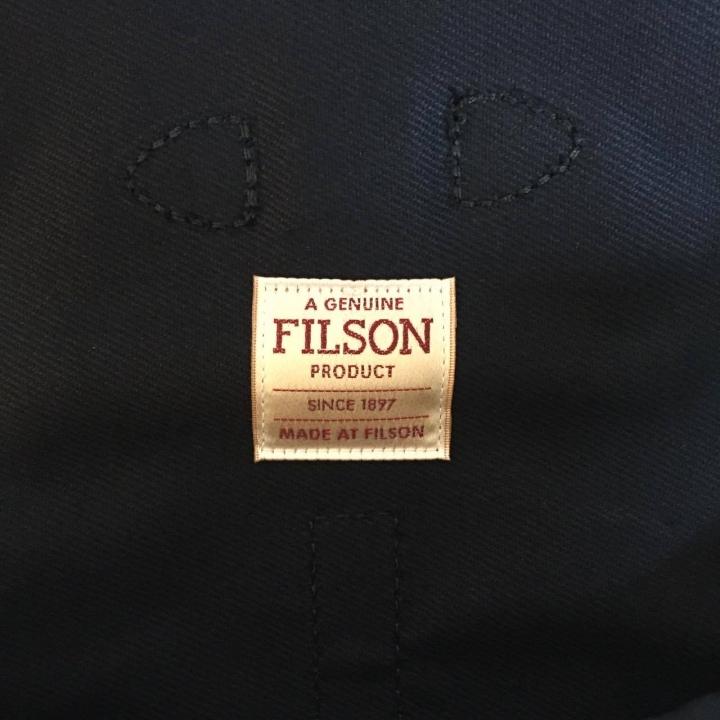 A GENUINE
FILSON
PRODUCT
SINCE 1897
MADE AT FILSON